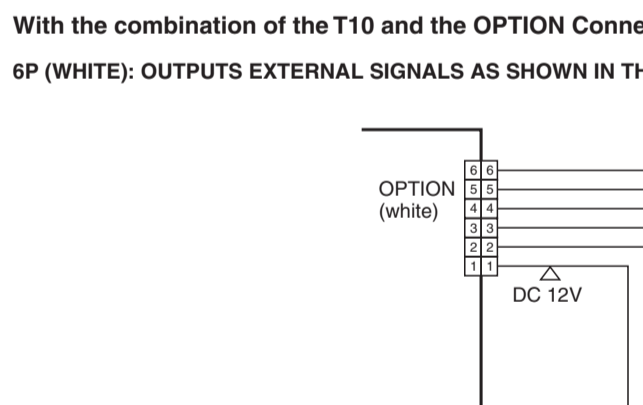 With the combination of the T10 and the OPTION Conne
6P (WHITE): OUTPUTS EXTERNAL SIGNALS AS SHOWN IN TH
OPTION
(white)
6 6
5 5
4 4
3 3
2 2
1 1
DC 12V